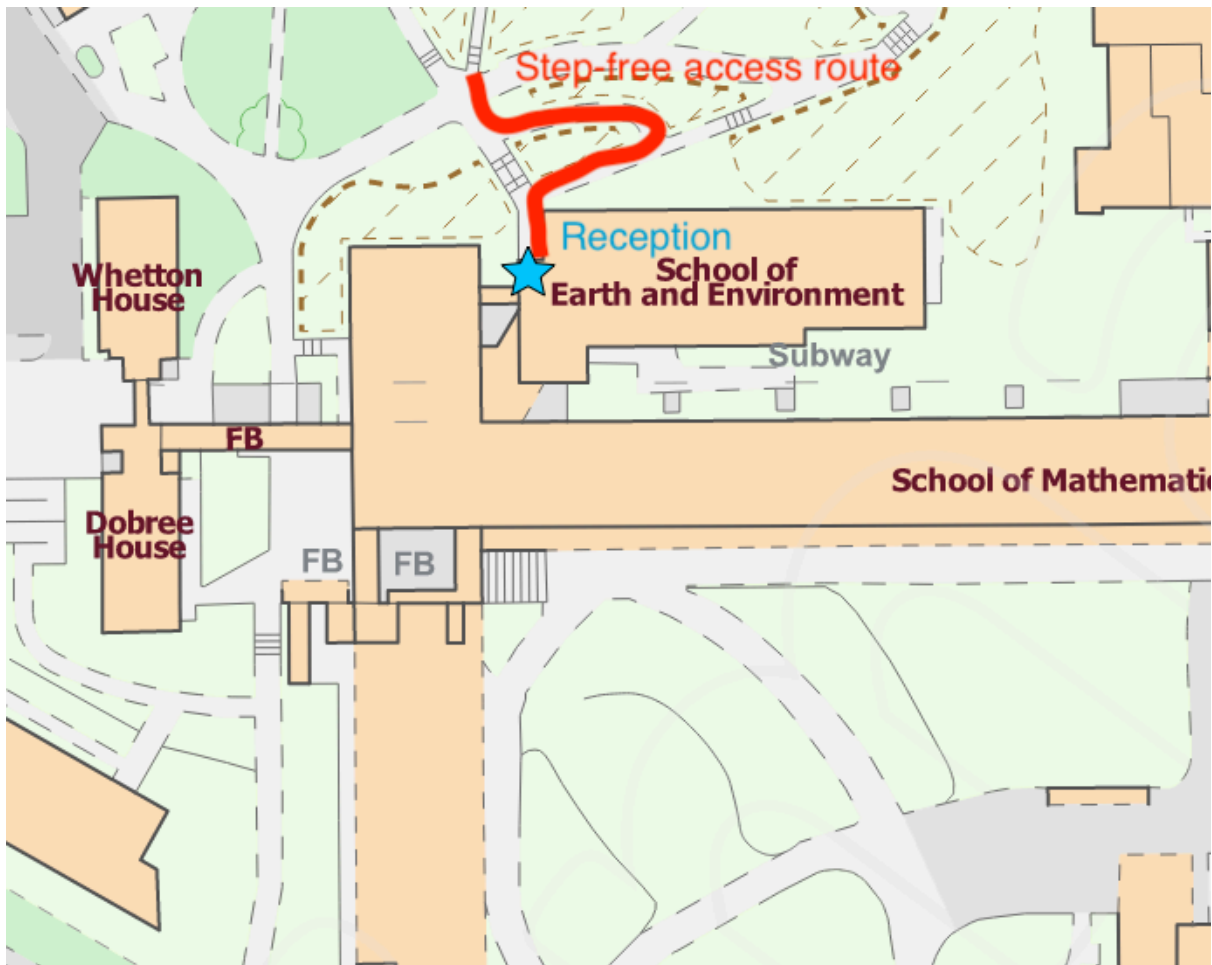 Step-free access route
Reception
School of
Earth and Environment
Whetton
House
Subway
FB
School of Mathematic
Dobree
House
FB
FB